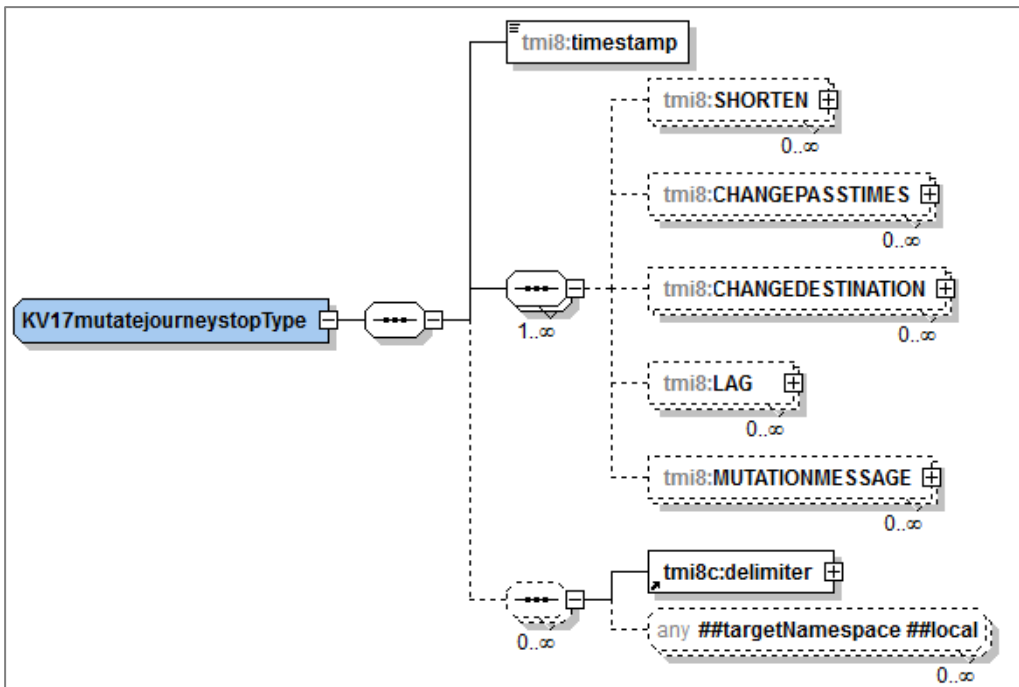 tmi8:timestamp
tmi8:SHORTEN
0..∞
tmi8:CHANGEPASSTIMES
0..∞
KV17mutatejourneystopType
1..∞
tmi8:CHANGEDESTINATION
0..∞
tmi8:LAG
0..∞
tmi8:MUTATIONMESSAGE
0..∞
0..∞
tmi8c:delimiter
any ##targetNamespace ##local
0..∞